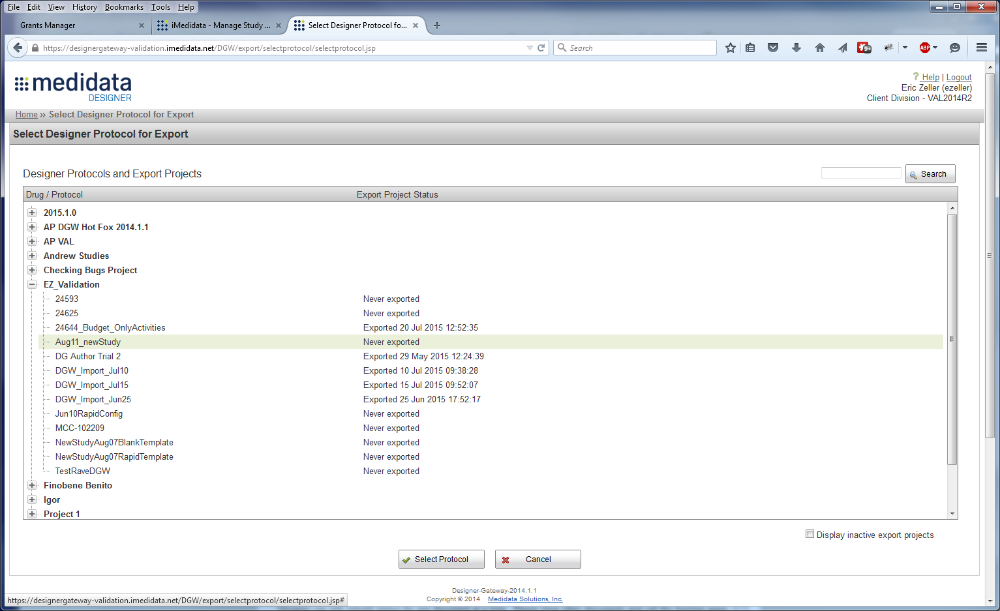 File Edit View History Bookmarks Tools Help
Grants Manager
iMedidata - Manage Study ...
Select Designer Protocol fo...
https://designergateway-validation.imedidata.net/DGW/export/selectprotocol/selectprotocol.jsp
Search
9+
ABP
medidata
DESIGNER
? Help | Logout
Eric Zeller (ezeller)
Client Division - VAL2014R2
Home » Select Designer Protocol for Export
Select Designer Protocol for Export
Designer Protocols and Export Projects
Search
Drug / Protocol Export Project Status
2015.1.0
AP DGW Hot Fox 2014.1.1
AP VAL
Andrew Studies
Checking Bugs Project
EZ_Validation
24593 Never exported
24625 Never exported
24644_Budget_OnlyActivities Exported 20 Jul 2015 12:52:35
Aug11_newStudy Never exported
DG Author Trial 2 Exported 29 May 2015 12:24:39
DGW_Import_Jul10 Exported 10 Jul 2015 09:38:28
DGW_Import_Jul15 Exported 15 Jul 2015 09:52:07
DGW_Import_Jun25 Exported 25 Jun 2015 17:52:17
Jun10RapidConfig Never exported
MCC-102209 Never exported
NewStudyAug07BlankTemplate Never exported
NewStudyAug07RapidTemplate Never exported
TestRaveDGW Never exported
Finobene Benito
Igor
Project 1
Display inactive export projects
Select Protocol
Cancel
Designer-Gateway-2014.1.1
Copyright © 2014 Medidata Solutions, Inc.
https://designergateway-validation.imedidata.net/DGW/export/selectprotocol/selectprotocol.jsp#